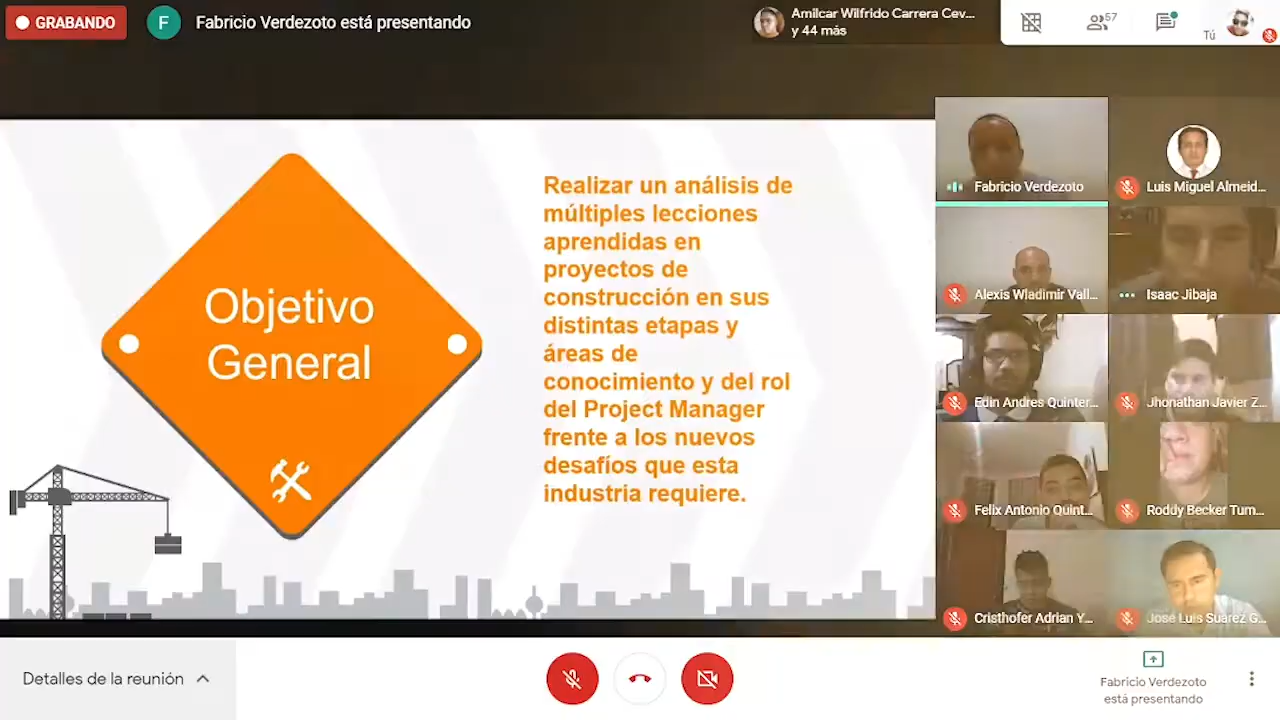 GRABANDO
F
Fabricio Verdezoto está presentando
Amilcar Wilfrido Carrera Cev...
y 44 más
57
Tú
Objetivo
General
Realizar un análisis de
múltiples lecciones
aprendidas en
proyectos de
construcción en sus
distintas etapas y
áreas de
conocimiento y del rol
del Project Manager
frente a los nuevos
desafíos que esta
industria requiere.
Fabricio Verdezoto
Luis Miguel Almeid...
Alexis Wladimir Vall...
Isaac Jibaja
Edin Andres Quinter...
Jhonathan Javier Z...
Felix Antonio Quint...
Roddy Becker Tum...
Cristhofer Adrian Y...
José Luis Suarez G...
Detalles de la reunión
Fabricio Verdezoto
está presentando